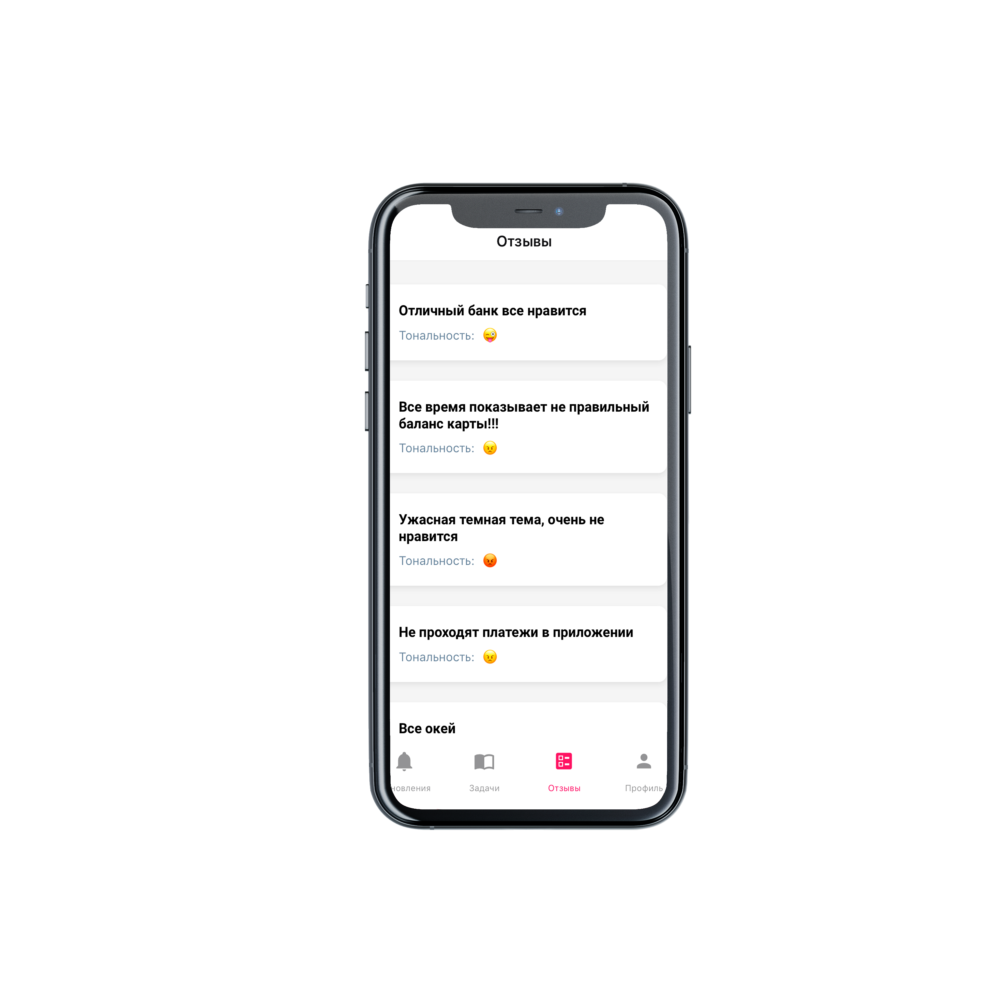 Отзывы
Отличный банк все нравится
Тональность: 😜
Все время показывает не правильный
баланс карты!!!
Тональность: 😠
Ужасная темная тема, очень не
нравится
Тональность: 😡
Не проходят платежи в приложении
Тональность: 😠
Все окей
новления
Задачи
Отзывы
Профиль